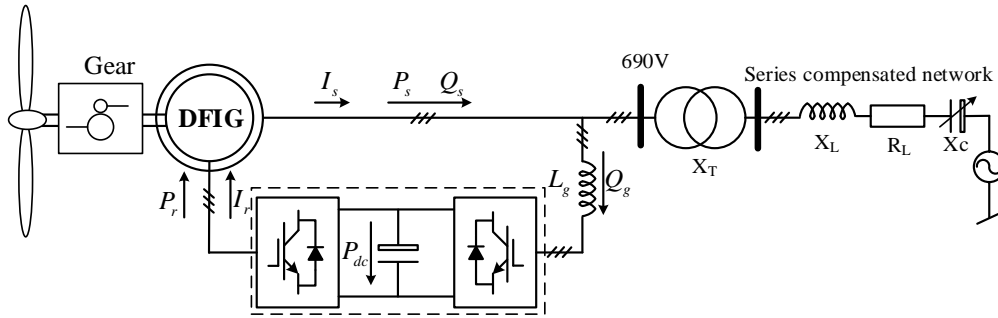 Gear
DFIG
I_s
P_s
Q_s
690V
Series compensated network
X_T
X_L
R_L
Xc
L_g
Q_g
P_r
I_r
P_dc